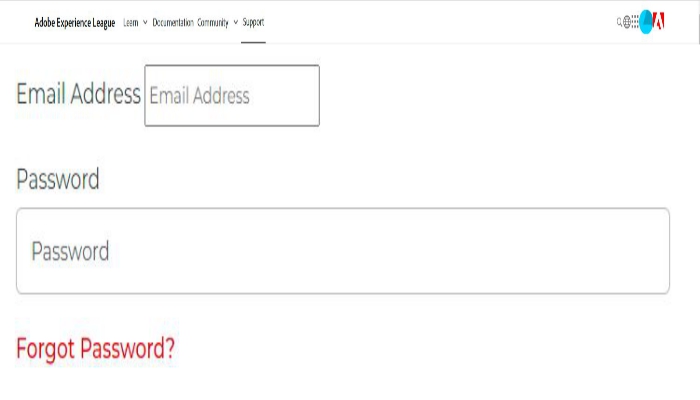 Adobe Experience League Learn Documentation Community Support
Email Address Email Address
Password
Password
Forgot Password?